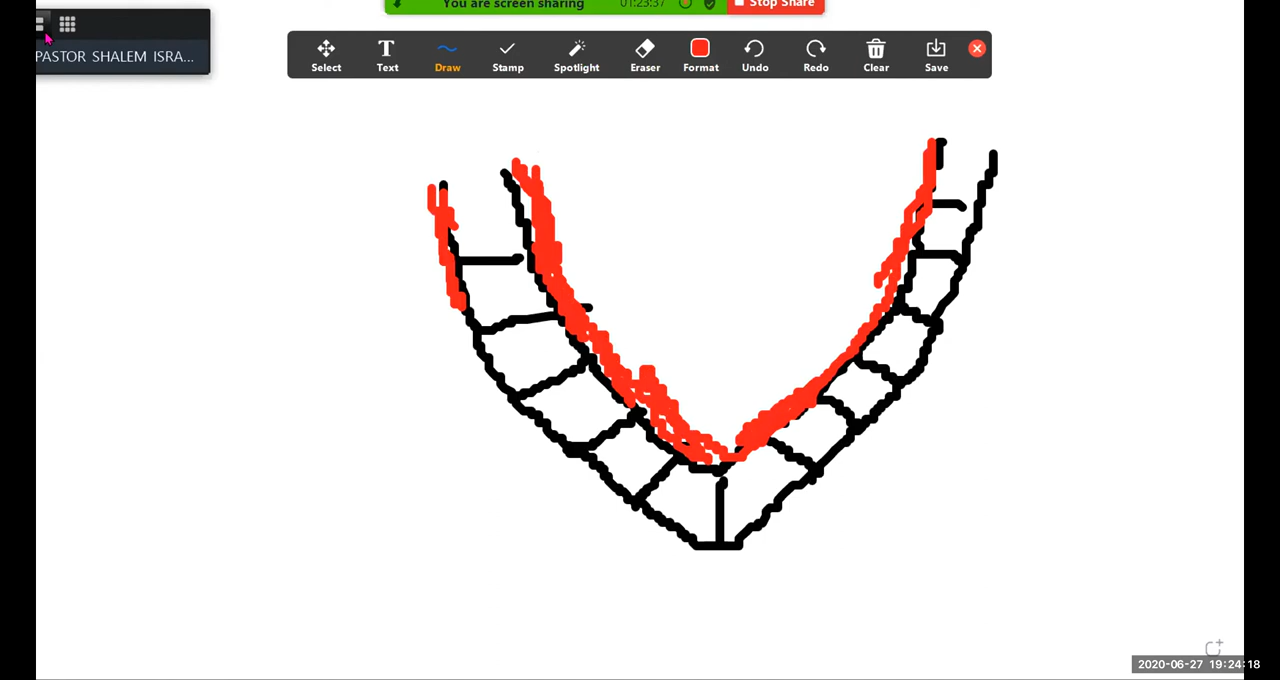 You are screen sharing 01:23:37 Stop Share
PASTOR SHALEM ISRA...
Select Text Draw Stamp Spotlight Eraser Format Undo Redo Clear Save
2020-06-27 19:24:18